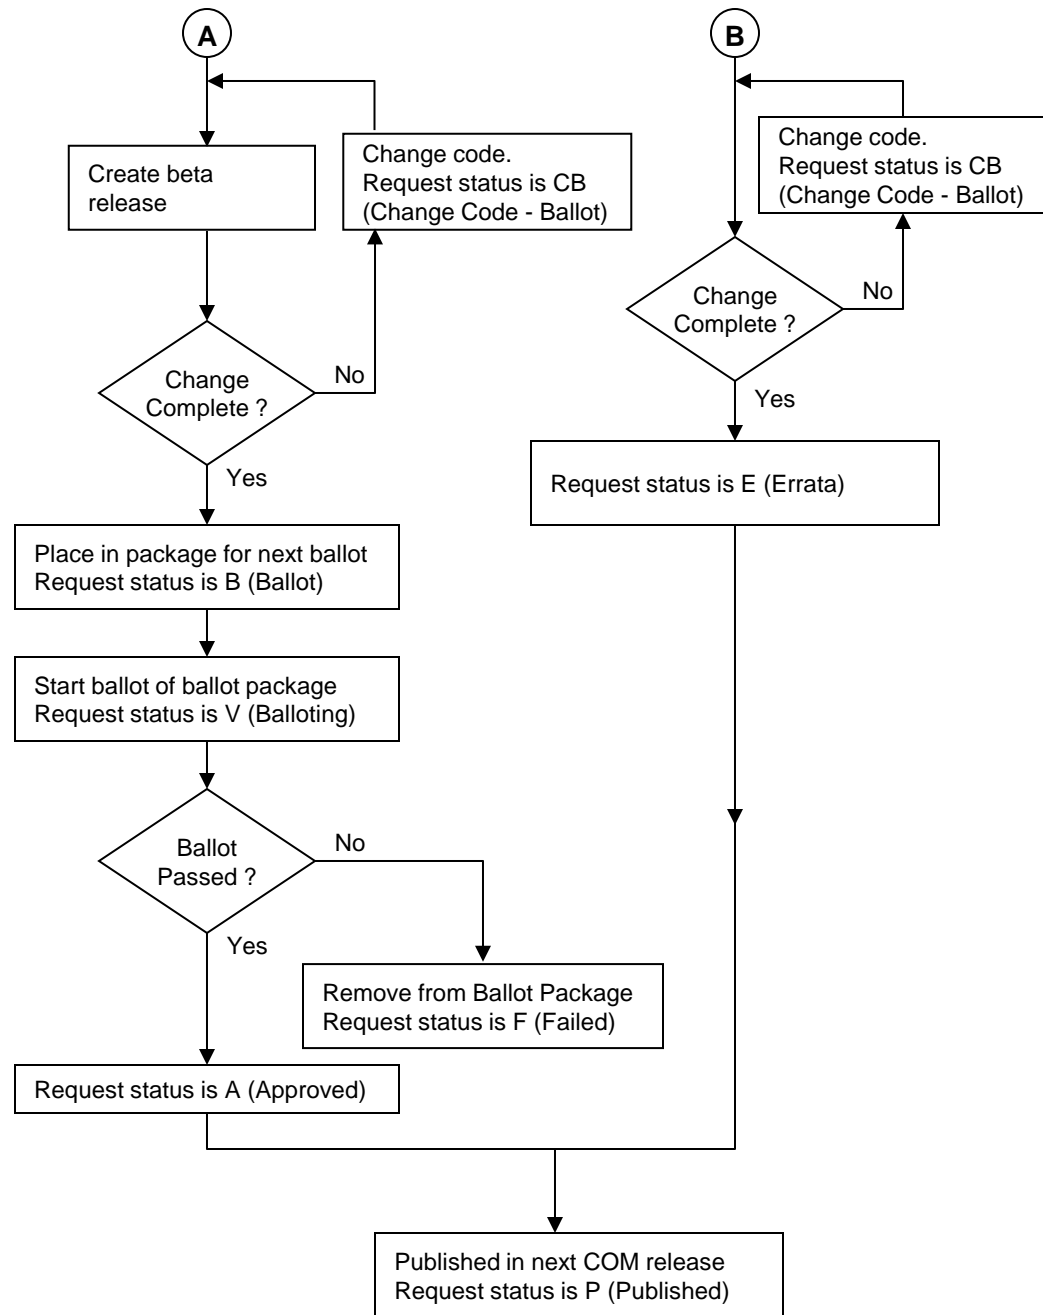 A
B
Create beta
release
Change code.
Request status is CB
(Change Code - Ballot)
Change code.
Request status is CB
(Change Code - Ballot)
Change
Complete ?
No
Yes
Change
Complete ?
No
Yes
Request status is E (Errata)
Place in package for next ballot
Request status is B (Ballot)
Start ballot of ballot package
Request status is V (Balloting)
Ballot
Passed ?
No
Yes
Remove from Ballot Package
Request status is F (Failed)
Request status is A (Approved)
Published in next COM release
Request status is P (Published)